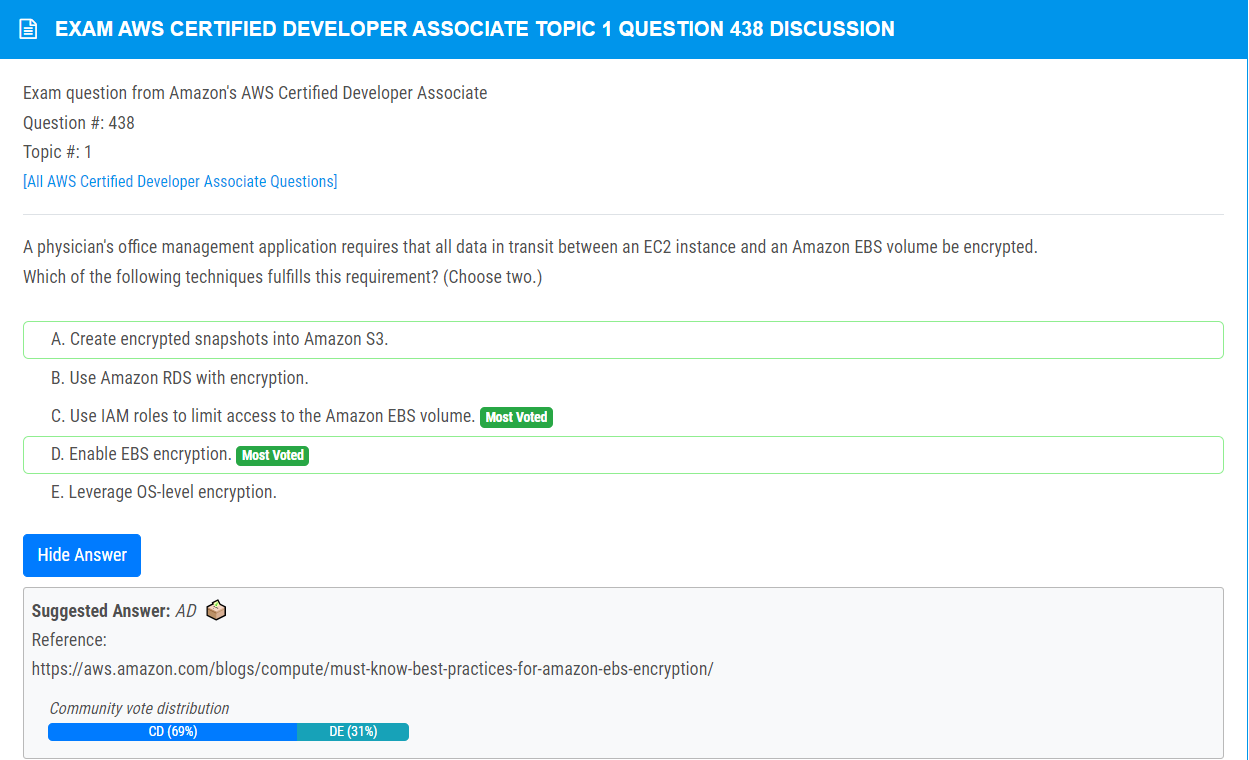 EXAM AWS CERTIFIED DEVELOPER ASSOCIATE TOPIC 1 QUESTION 438 DISCUSSION
Exam question from Amazon's AWS Certified Developer Associate
Question #: 438
Topic #: 1
[All AWS Certified Developer Associate Questions]
A physician's office management application requires that all data in transit between an EC2 instance and an Amazon EBS volume be encrypted.
Which of the following techniques fulfills this requirement? (Choose two.)
A. Create encrypted snapshots into Amazon S3.
B. Use Amazon RDS with encryption.
C. Use IAM roles to limit access to the Amazon EBS volume. Most Voted
D. Enable EBS encryption. Most Voted
E. Leverage OS-level encryption.
Hide Answer
Suggested Answer: AD
Reference:
https://aws.amazon.com/blogs/compute/must-know-best-practices-for-amazon-ebs-encryption/
Community vote distribution
CD (69%) DE (31%)